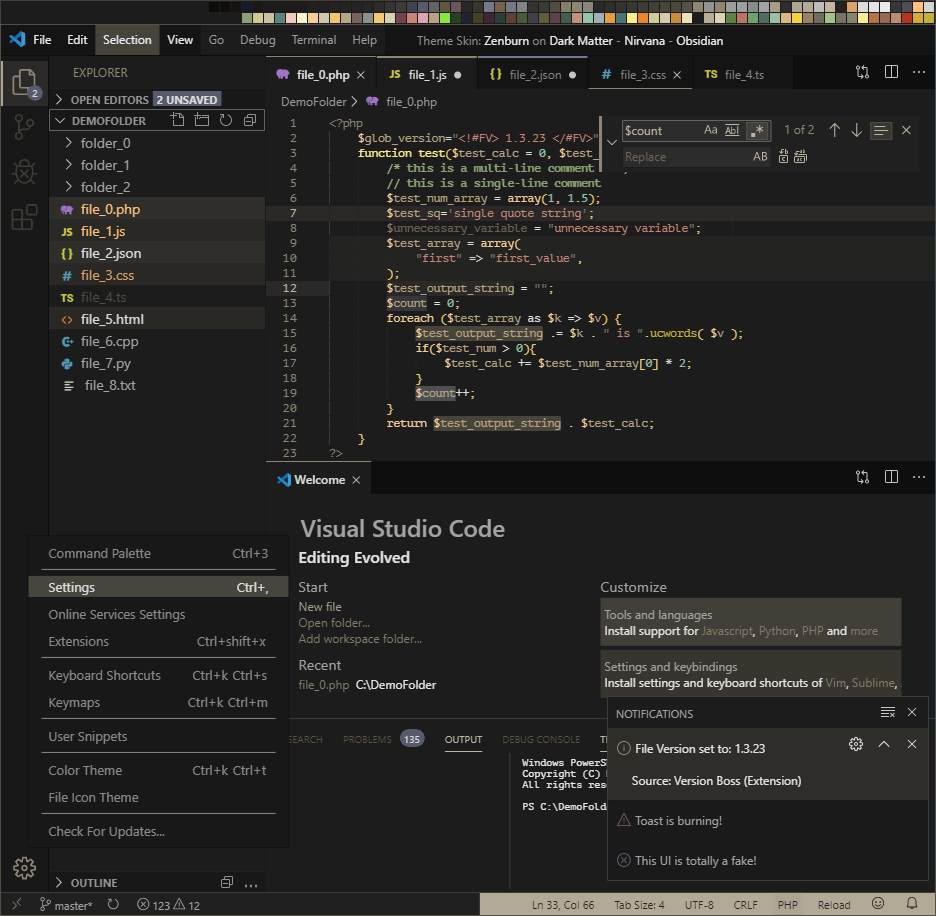 File Edit Selection View Go Debug Terminal Help Theme Skin: Zenburn on Dark Matter - Nirvana - Obsidian
2
EXPLORER
OPEN EDITORS 2 UNSAVED
DEMOFOLDER
folder_0
folder_1
folder_2
file_0.php
JS file_1.js
{} file_2.json
# file_3.css
TS file_4.ts
<> file_5.html
file_6.cpp
file_7.py
file_8.txt
file_0.php × JS file_1.js ● {} file_2.json ● # file_3.css × TS file_4.ts
DemoFolder > file_0.php
1 <?php
2 $glob_version="<!#FV> 1.3.23 </#FV>"
3 function test($test_calc = 0, $test_
4 /* this is a multi-line comment
5 // this is a single-line comment
6 $test_num_array = array(1, 1.5);
7 $test_sq='single quote string';
8 $unnecessary_variable = "unnecessary variable";
9 $test_array = array(
10 "first" => "first_value",
11 );
12 $test_output_string = "";
13 $count = 0;
14 foreach ($test_array as $k => $v) {
15 $test_output_string .= $k . " is ".ucwords( $v );
16 if($test_num > 0){
17 $test_calc += $test_num_array[0] * 2;
18 }
19 $count++;
20 }
21 return $test_output_string . $test_calc;
22 }
23 ?>
$count Aa Abl .* 1 of 2
Replace AB
Welcome ×
Visual Studio Code
Editing Evolved
Start
New file
Open folder...
Add workspace folder...
Recent
file_0.php C:\DemoFolder
Customize
Tools and languages
Install support for Javascript, Python, PHP and more
Settings and keybindings
Install settings and keyboard shortcuts of Vim, Sublime,
Command Palette Ctrl+3
Settings Ctrl+,
Online Services Settings
Extensions Ctrl+shift+x
Keyboard Shortcuts Ctrl+k Ctrl+s
Keymaps Ctrl+k Ctrl+m
User Snippets
Color Theme Ctrl+k Ctrl+t
File Icon Theme
Check For Updates...
SEARCH PROBLEMS 135 OUTPUT DEBUG CONSOLE
Windows PowerS
Copyright (C)
All rights rese
PS C:\DemoFold
NOTIFICATIONS
File Version set to: 1.3.23
Source: Version Boss (Extension)
Toast is burning!
This UI is totally a fake!
OUTLINE
master* 123 12 Ln 33, Col 66 Tab Size: 4 UTF-8 CRLF PHP Reload